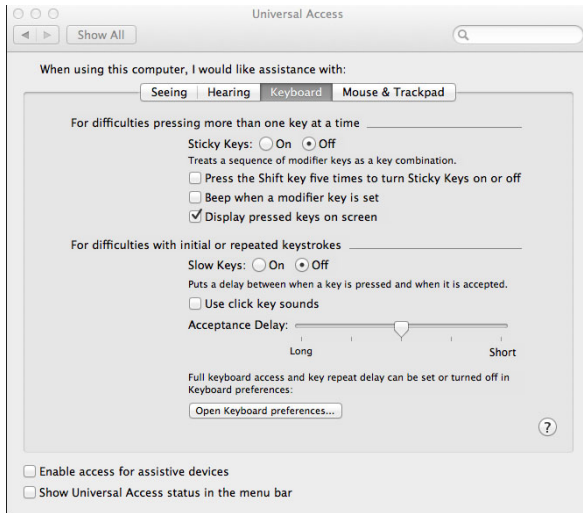 Universal Access
Show All
When using this computer, I would like assistance with:
Seeing Hearing Keyboard Mouse & Trackpad
For difficulties pressing more than one key at a time
Sticky Keys: On Off
Treats a sequence of modifier keys as a key combination.
Press the Shift key five times to turn Sticky Keys on or off
Beep when a modifier key is set
Display pressed keys on screen
For difficulties with initial or repeated keystrokes
Slow Keys: On Off
Puts a delay between when a key is pressed and when it is accepted.
Use click key sounds
Acceptance Delay:
Long Short
Full keyboard access and key repeat delay can be set or turned off in
Keyboard preferences:
Open Keyboard preferences...
?
Enable access for assistive devices
Show Universal Access status in the menu bar